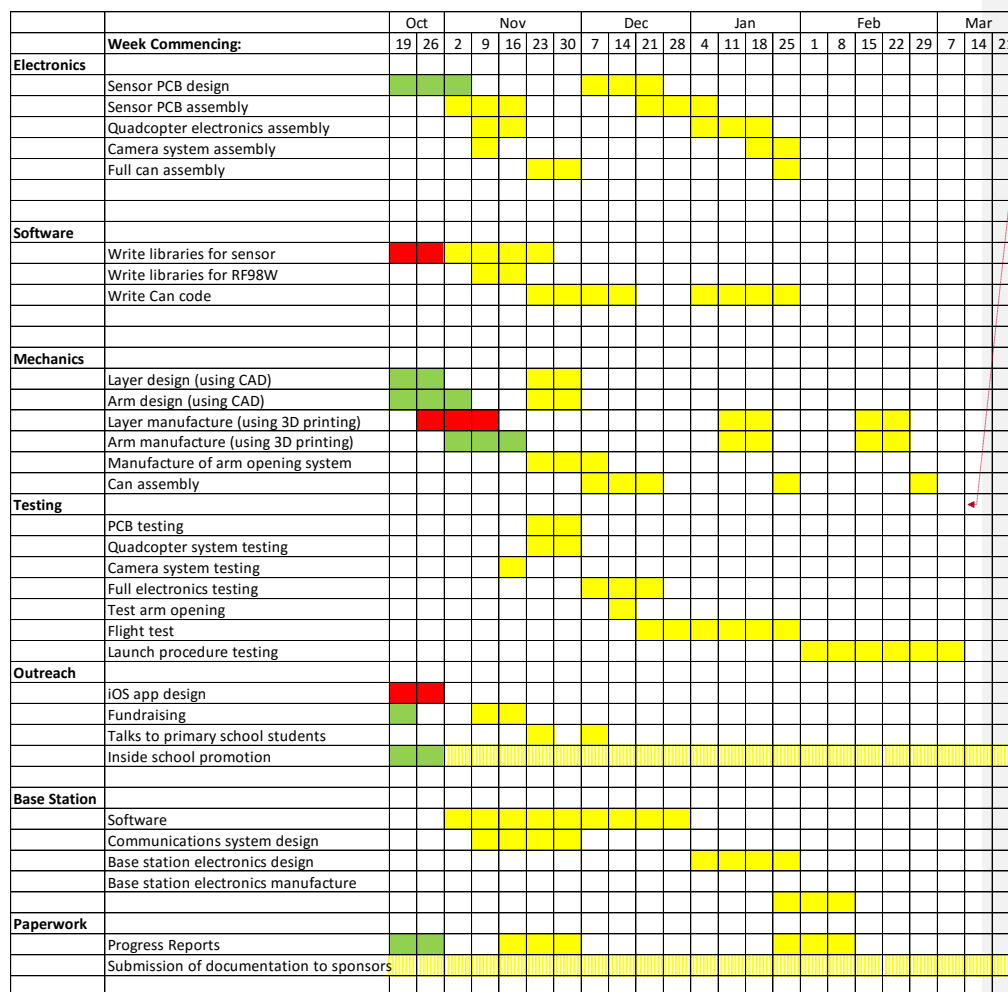 Oct Nov Dec Jan Feb Mar
Week Commencing: 19 26 2 9 16 23 30 7 14 21 28 4 11 18 25 1 8 15 22 29 7 14
Electronics
Sensor PCB design
Sensor PCB assembly
Quadcopter electronics assembly
Camera system assembly
Full can assembly
Software
Write libraries for sensor
Write libraries for RF98W
Write Can code
Mechanics
Layer design (using CAD)
Arm design (using CAD)
Layer manufacture (using 3D printing)
Arm manufacture (using 3D printing)
Manufacture of arm opening system
Can assembly
Testing
PCB testing
Quadcopter system testing
Camera system testing
Full electronics testing
Test arm opening
Flight test
Launch procedure testing
Outreach
iOS app design
Fundraising
Talks to primary school students
Inside school promotion
Base Station
Software
Communications system design
Base station electronics design
Base station electronics manufacture
Paperwork
Progress Reports
Submission of documentation to sponsors